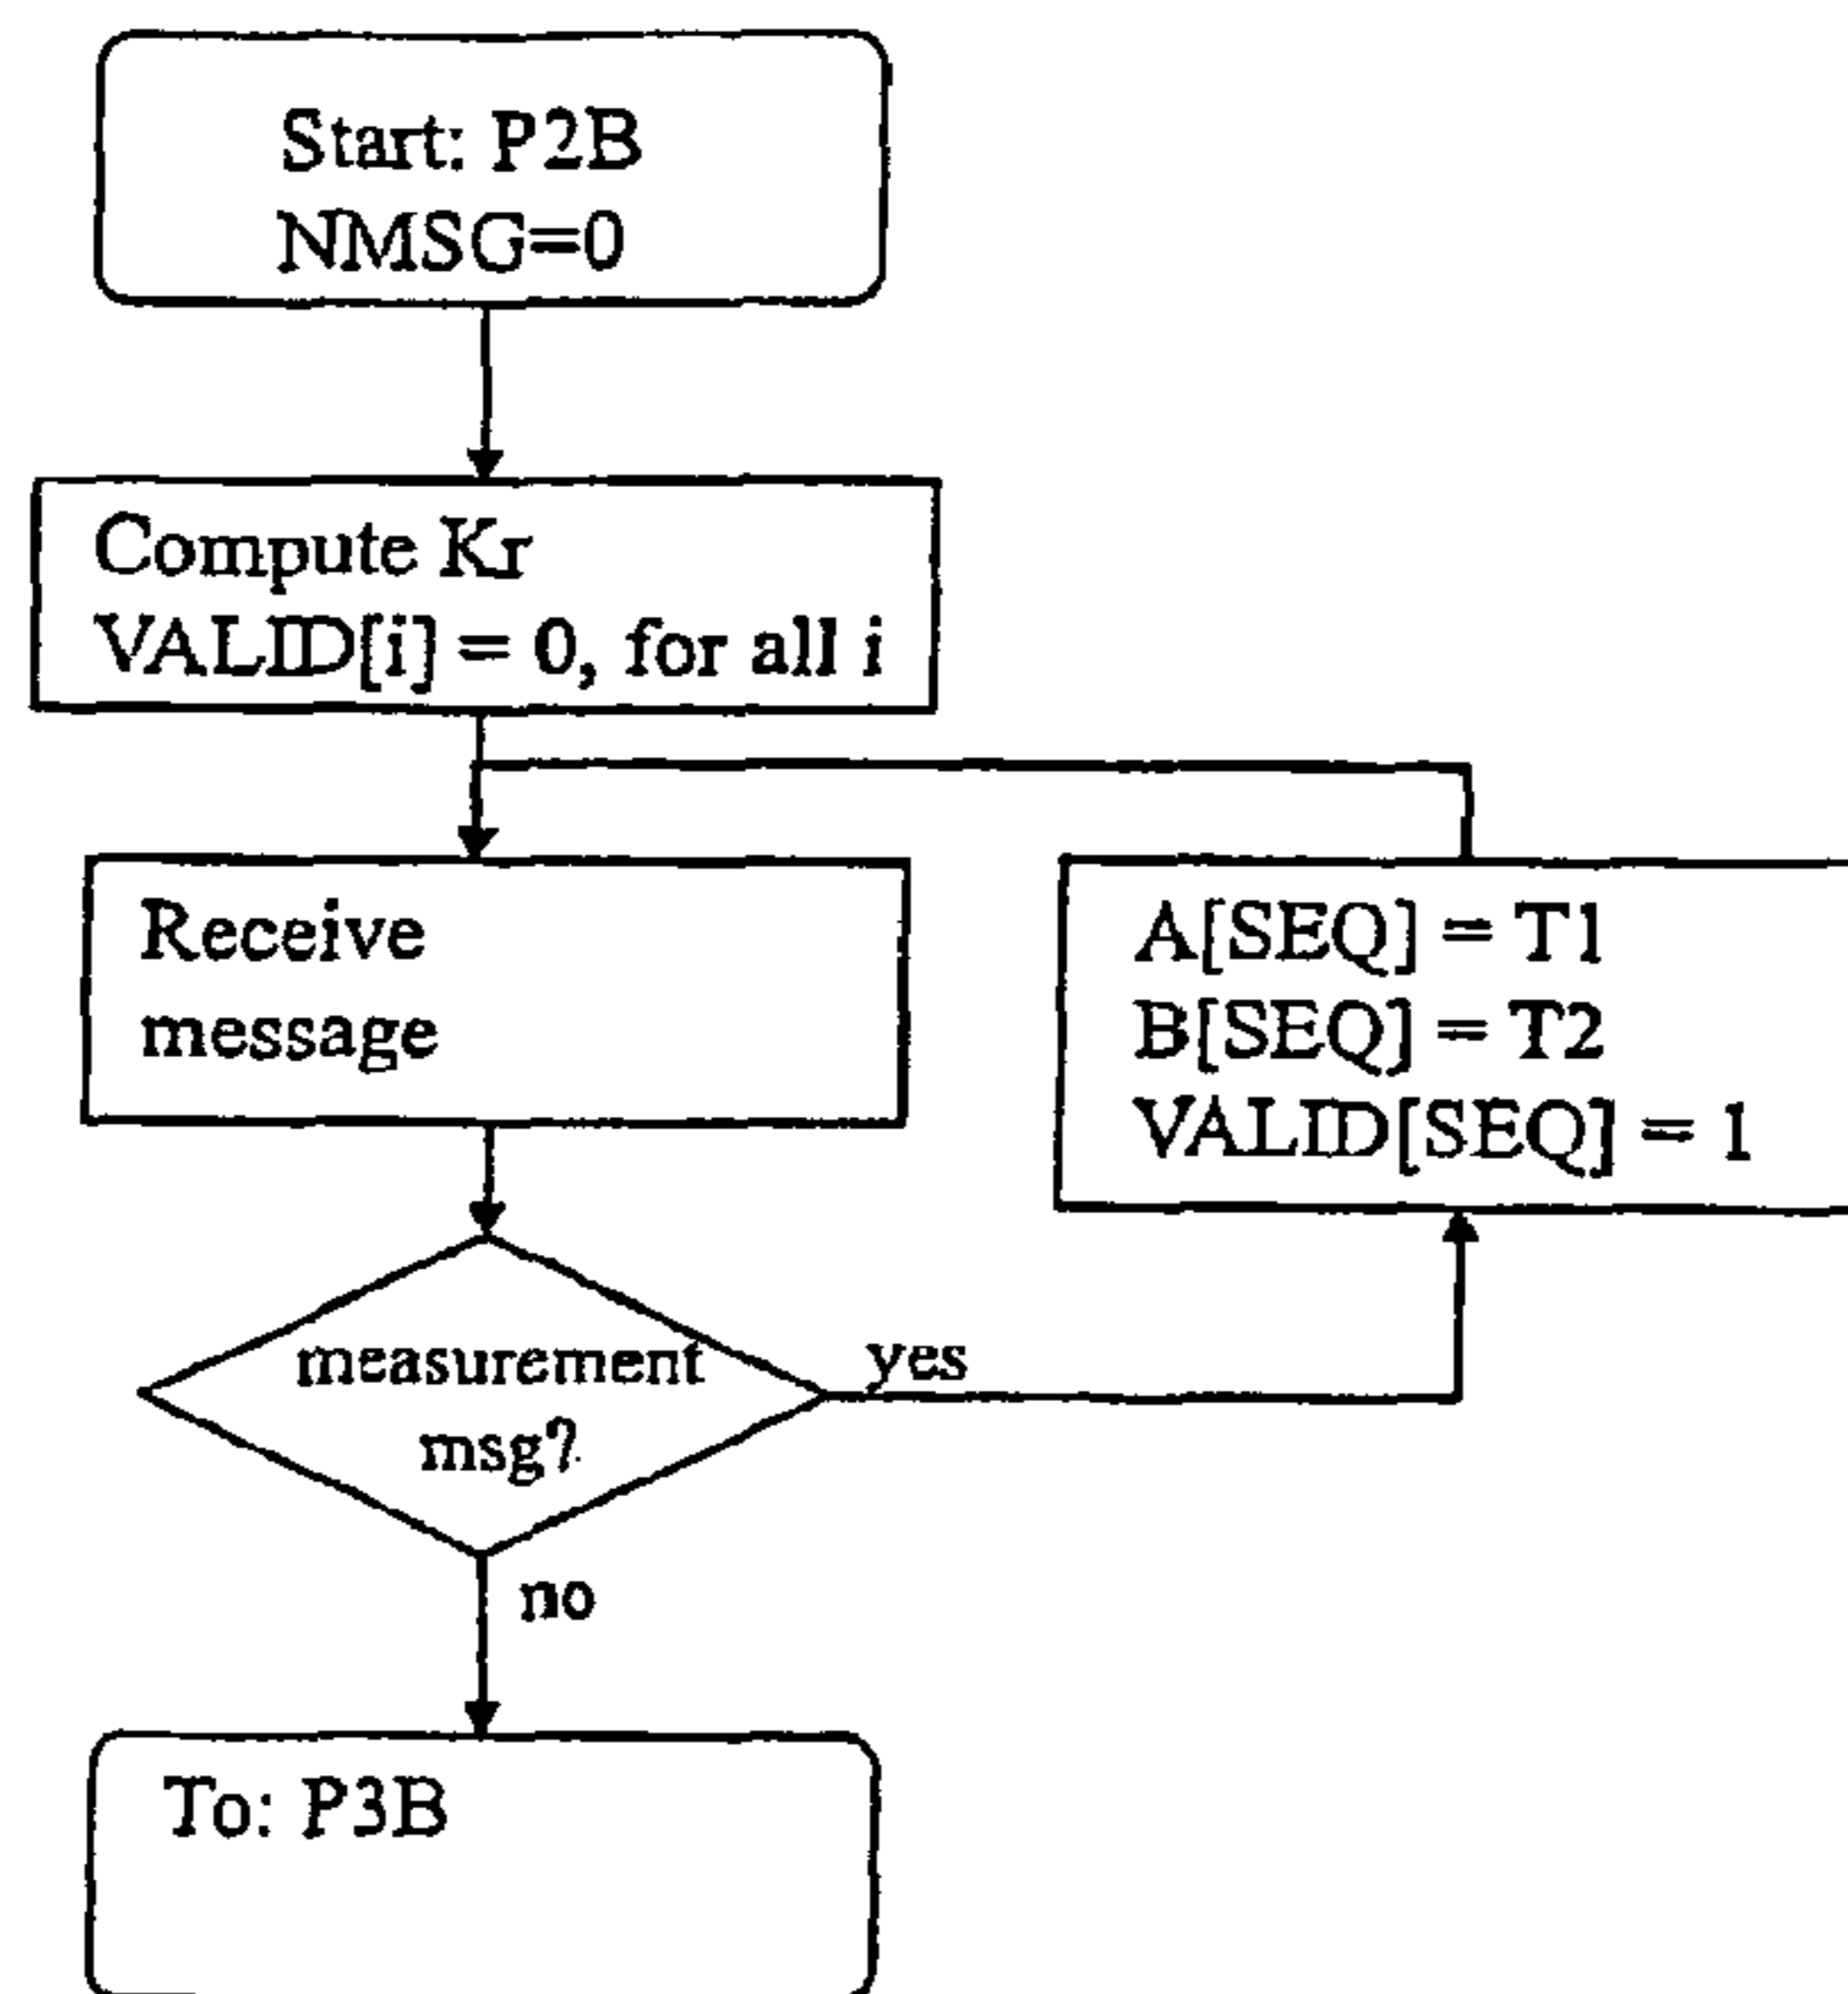 Start: P2B
NMSG=0
Compute Kr
VALID[i] = 0, for all i
Receive
message
A[SEQ] = T1
B[SEQ] = T2
VALID[SEQ] = 1
measurement
msg?
yes
no
To: P3B